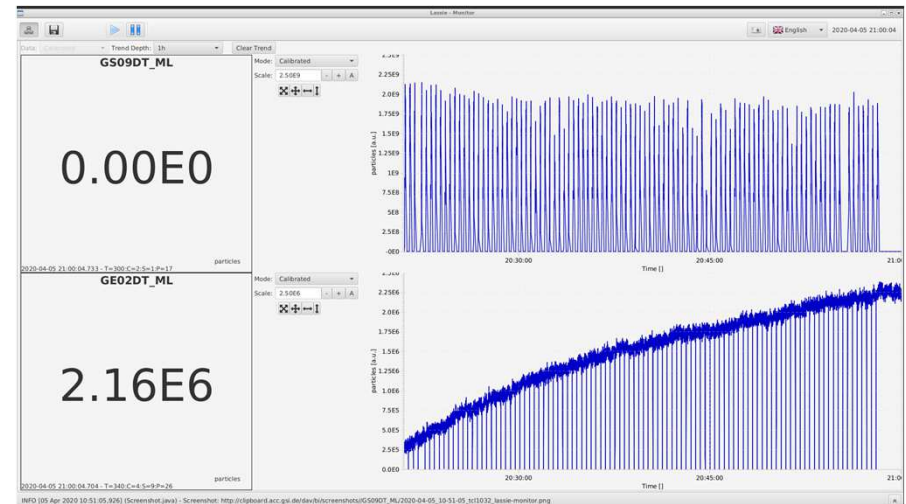 Lassie - Monitor
English 2020-04-05 21:00:04
Data: Calibrated Trend Depth: 1h Clear Trend
GS09DT_ML
0.00E0
particles
2020-04-05 21:00:04.733 - T=300:C=2:S=1:P=17
Mode: Calibrated
Scale: 2.50E9 - + A
particles [a.u.]
2.25E9
2.0E9
1.75E9
1.5E9
1.25E9
1E9
7.5E8
5E8
2.5E8
-0E0
20:30:00 20:45:00 21:0
Time []
GE02DT_ML
2.16E6
particles
2020-04-05 21:00:04.704 - T=340:C=4:S=9:P=26
Mode: Calibrated
Scale: 2.50E6 - + A
particles [a.u.]
2.25E6
2.0E6
1.75E6
1.5E6
1.25E6
1.0E6
7.5E5
5.0E5
2.5E5
0.0E0
20:30:00 20:45:00 21:0
Time []
INFO [05 Apr 2020 10:51:05,926] (Screenshot.java) - Screenshot: http://clipboard.acc.gsi.de/dav/bi/screenshots/GS09DT_ML/2020-04-05_10-51-05_tcl1032_lassie-monitor.png